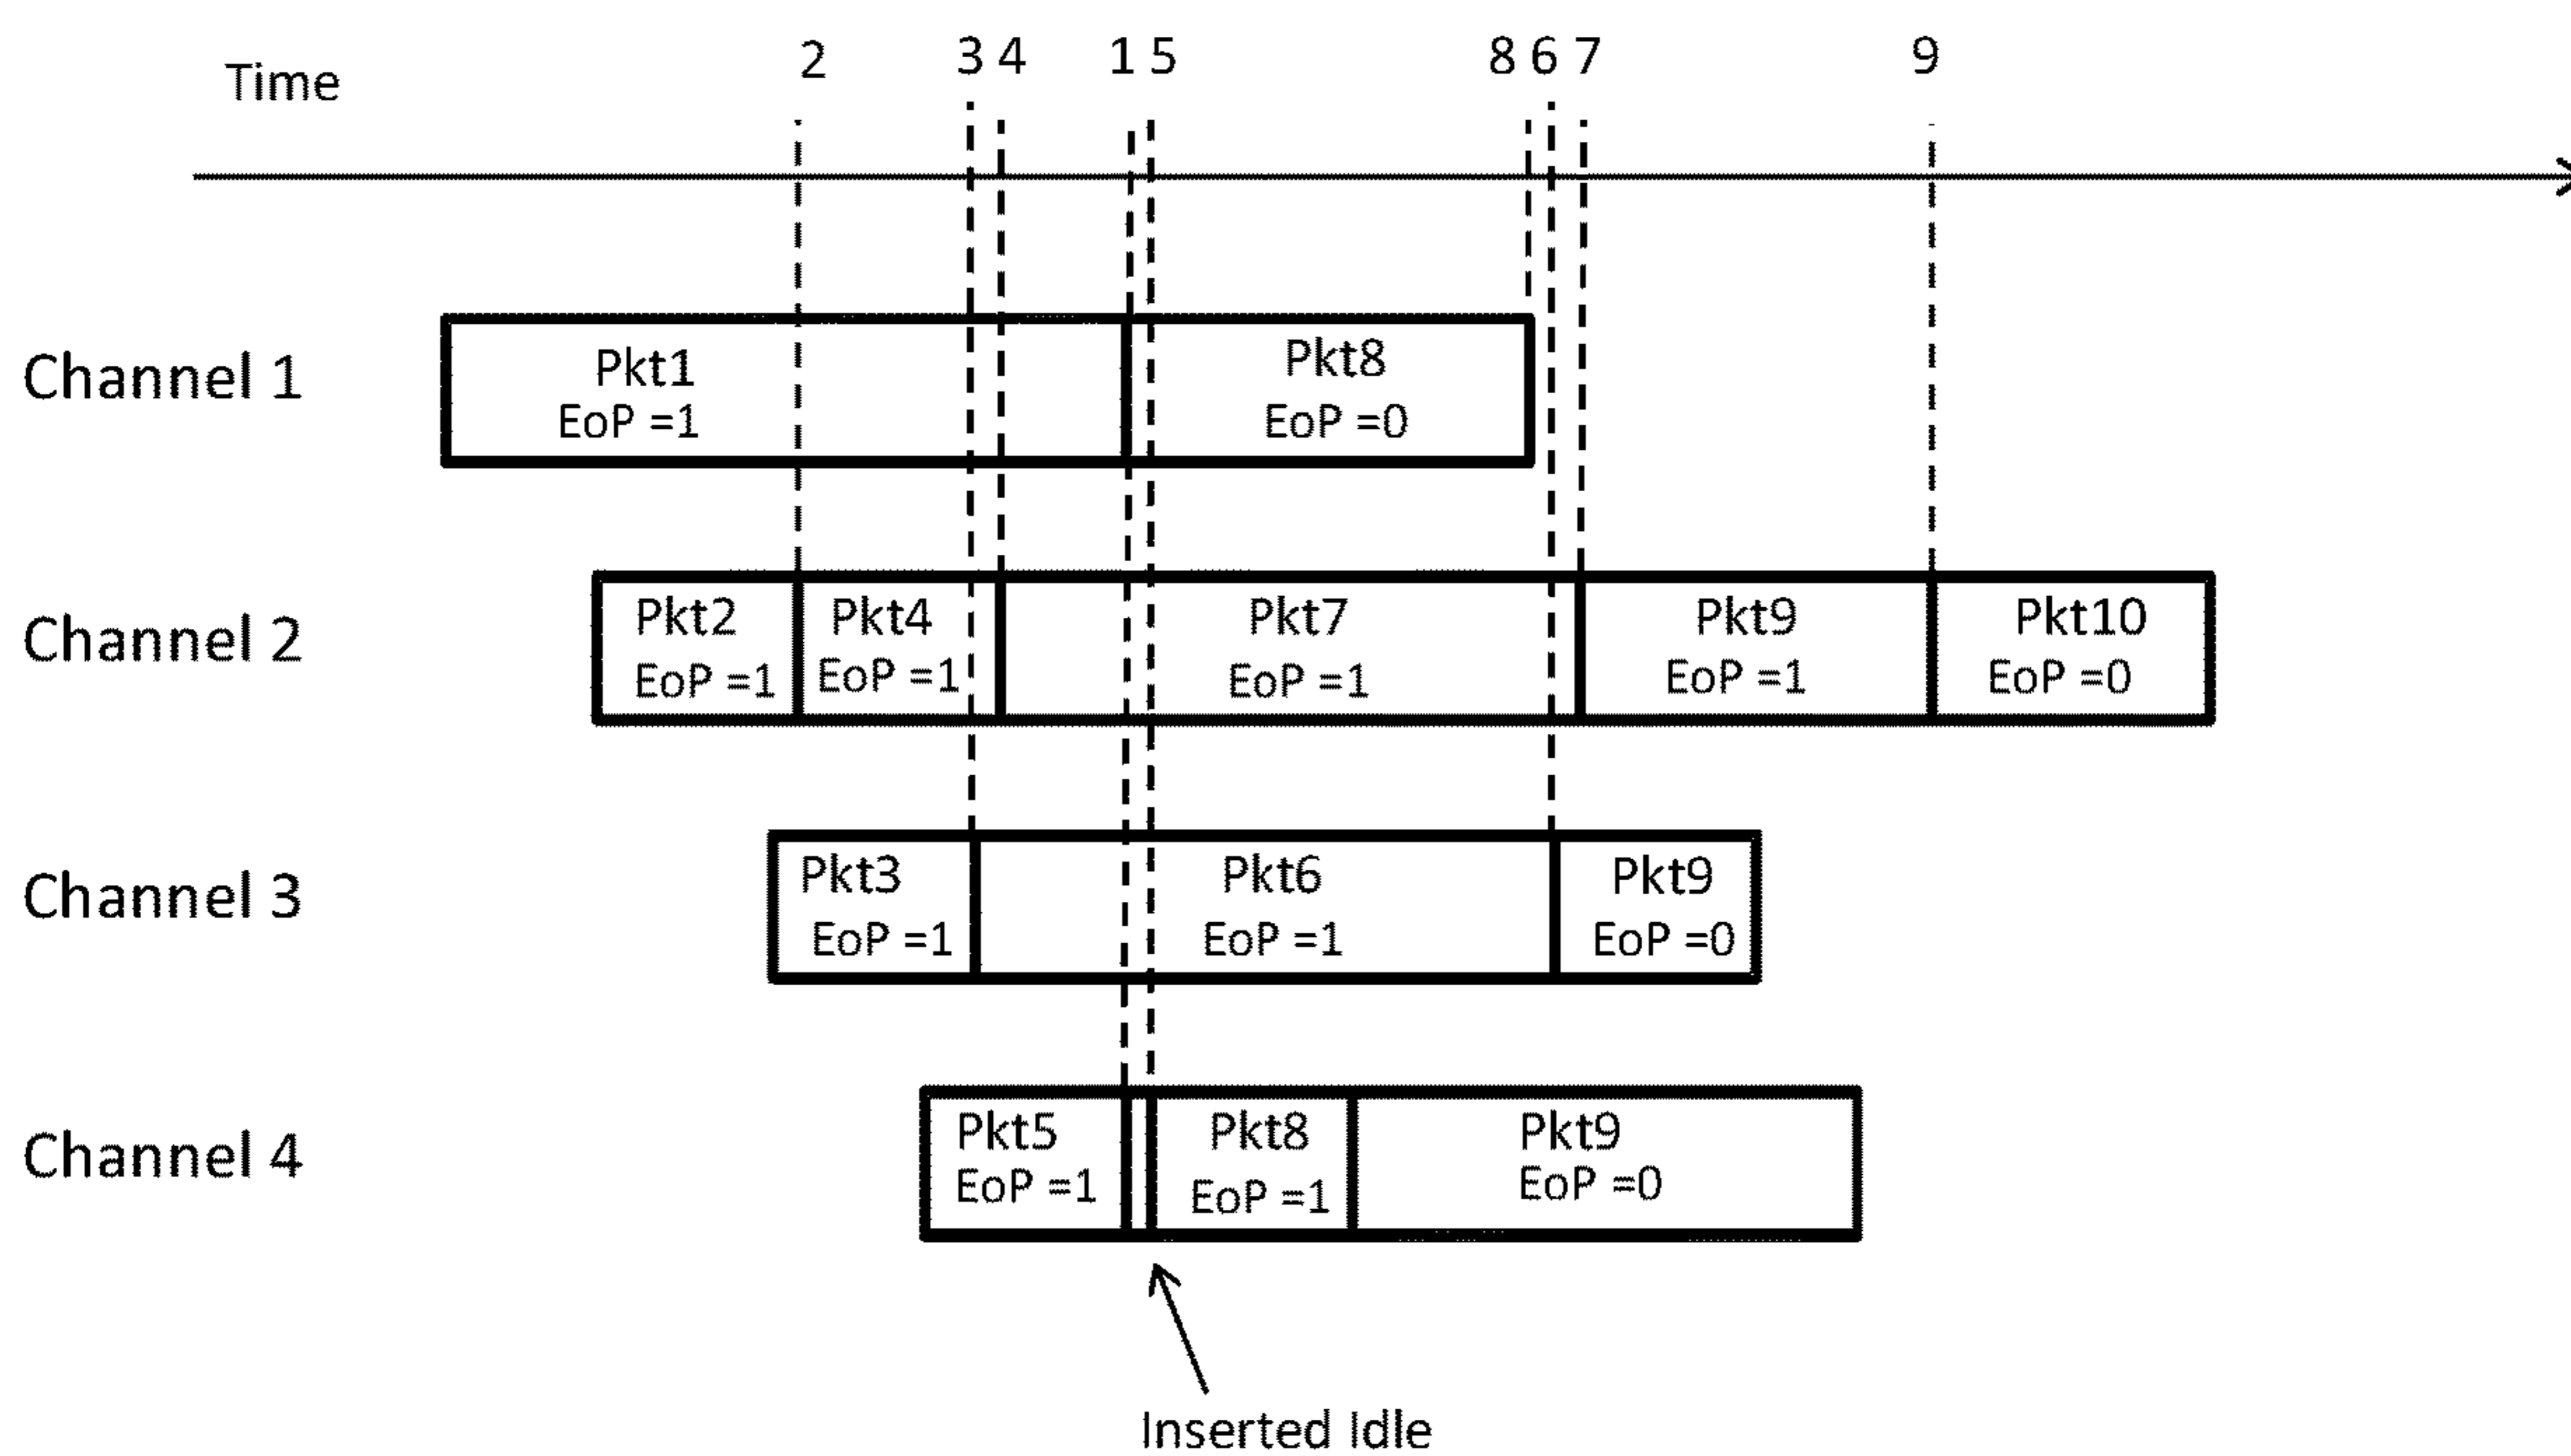 Time
2
3 4
1 5
8 6 7
9
Channel 1
Pkt1
EoP =1
Pkt8
EoP =0
Channel 2
Pkt2
EoP =1
Pkt4
EoP =1
Pkt7
EoP =1
Pkt9
EoP =1
Pkt10
EoP =0
Channel 3
Pkt3
EoP =1
Pkt6
EoP =1
Pkt9
EoP =0
Channel 4
Pkt5
EoP =1
Pkt8
EoP =1
Pkt9
EoP =0
Inserted Idle